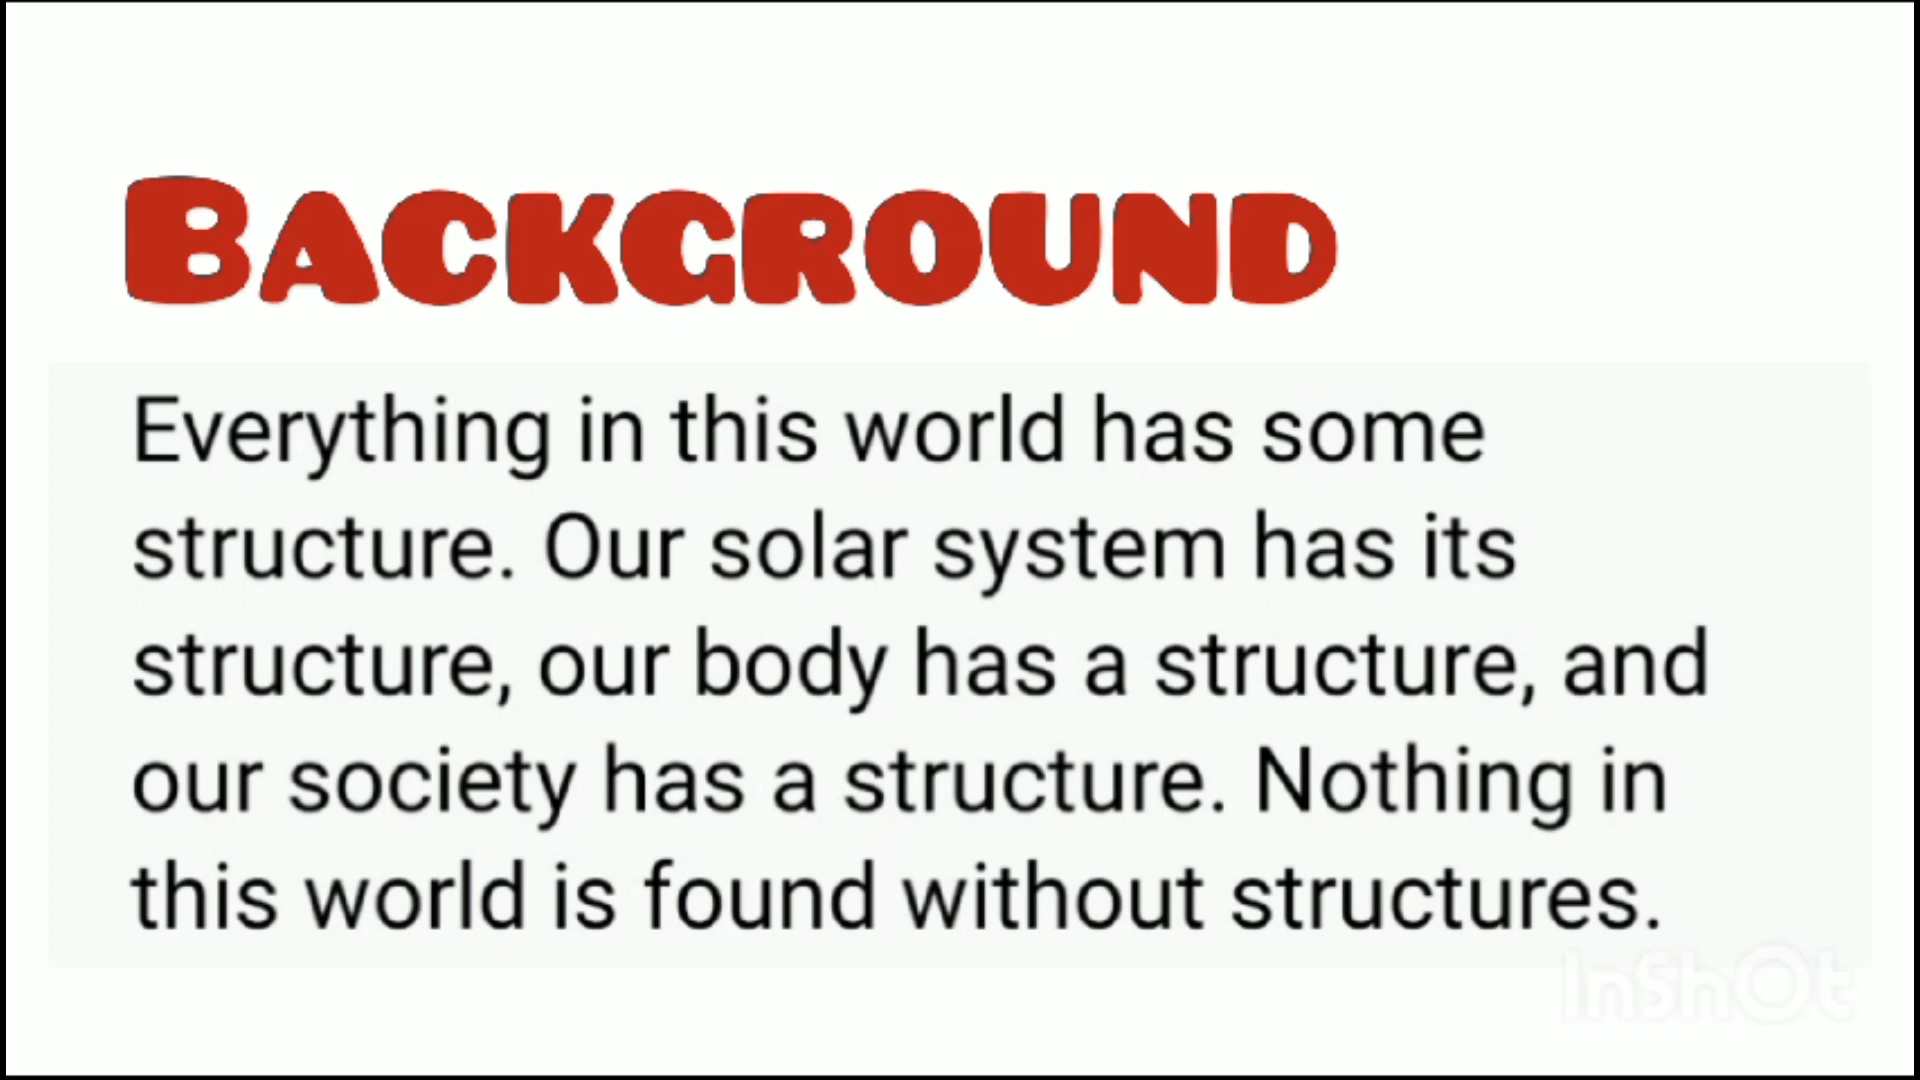 BACKGROUND
Everything in this world has some
structure. Our solar system has its
structure, our body has a structure, and
our society has a structure. Nothing in
this world is found without structures.
InShOt